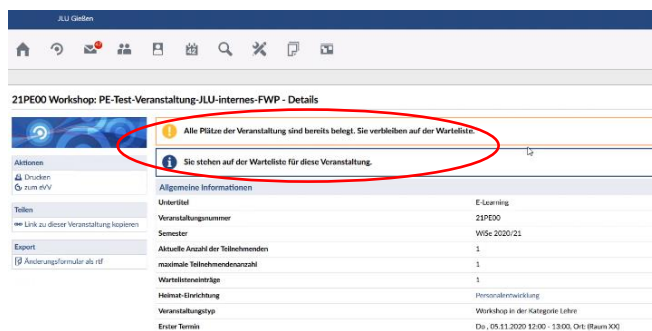 JLU Gießen
21PE00 Workshop: PE-Test-Veranstaltung-JLU-internes-FWP - Details
Alle Plätze der Veranstaltung sind bereits belegt. Sie verbleiben auf der Warteliste.
Sie stehen auf der Warteliste für diese Veranstaltung.
Aktionen
Drucken
zum eVV
Teilen
Link zu dieser Veranstaltung kopieren
Export
Änderungsformular als rtf
Allgemeine Informationen
Untertitel E-Learning
Veranstaltungsnummer 21PE00
Semester WiSe 2020/21
Aktuelle Anzahl der Teilnehmenden 1
maximale Teilnehmendenanzahl 1
Wartelisteneinträge 1
Heimat-Einrichtung Personalentwicklung
Veranstaltungstyp Workshop in der Kategorie Lehre
Erster Termin Do , 05.11.2020 12:00 - 13:00, Ort: (Raum XX)